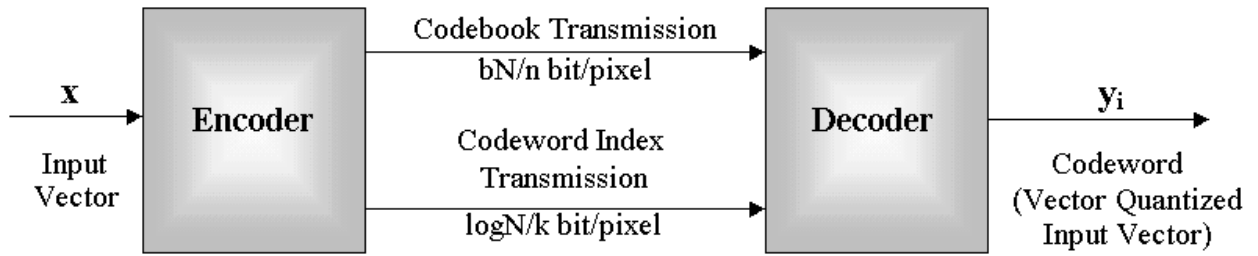 x
Input
Vector
Encoder
Codebook Transmission
bN/n bit/pixel
Codeword Index
Transmission
logN/k bit/pixel
Decoder
yi
Codeword
(Vector Quantized
Input Vector)